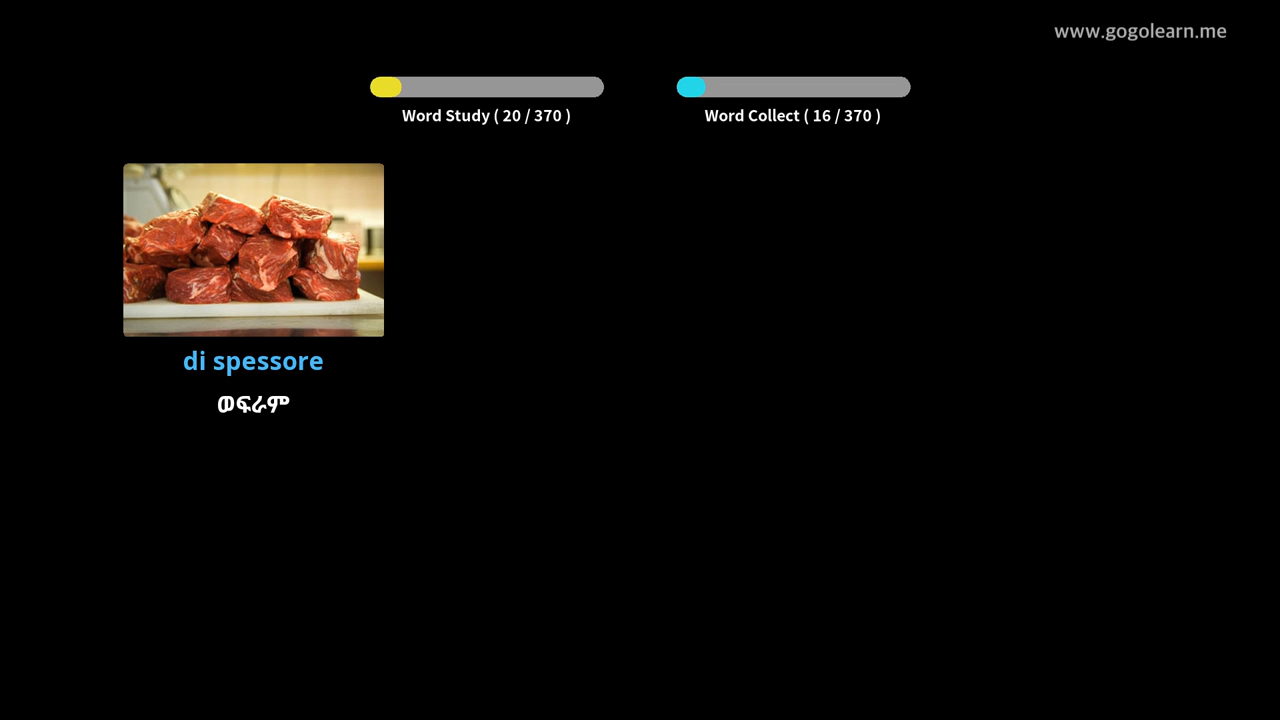 www.gogolearn.me
Word Study ( 20 / 370 )
Word Collect ( 16 / 370 )
di spessore
ወፍራም